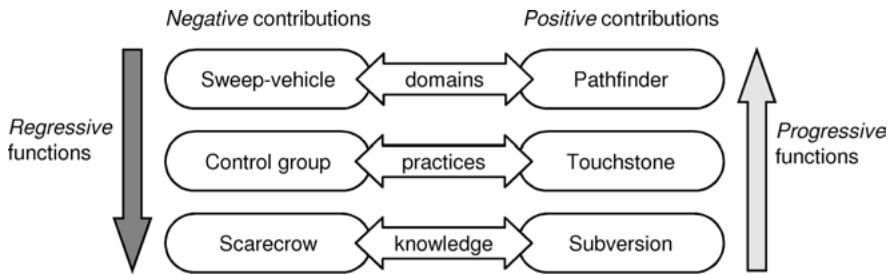 Negative contributions
Positive contributions
Sweep-vehicle
domains
Pathfinder
Regressive
functions
Control group
practices
Touchstone
Progressive
functions
Scarecrow
knowledge
Subversion